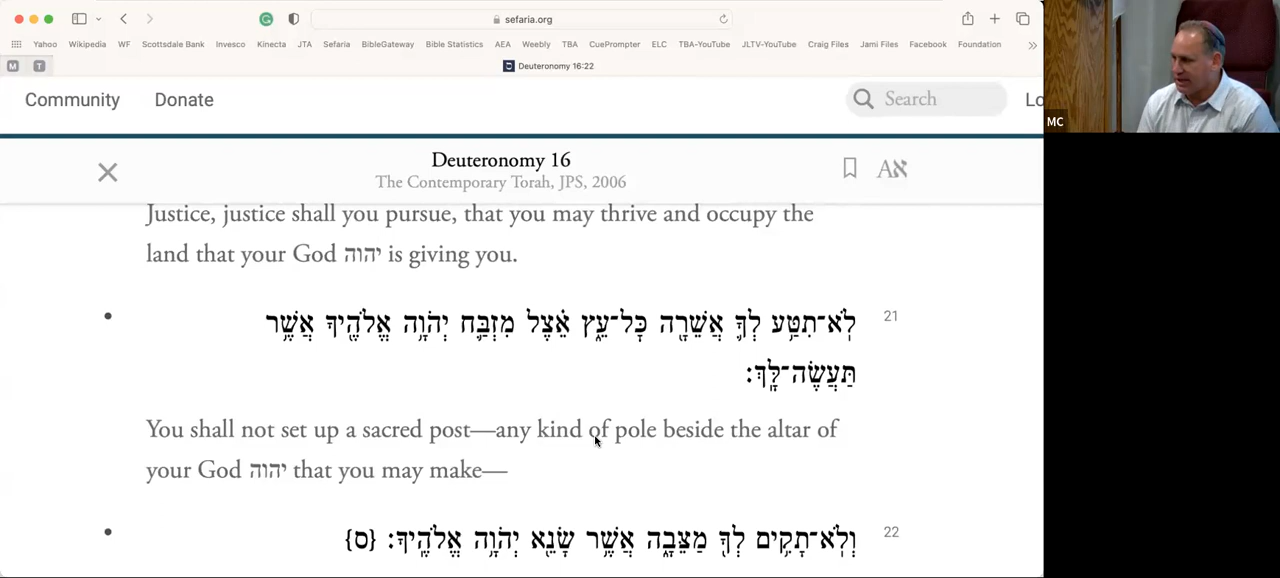 sefaria.org
Yahoo Wikipedia WF Scottsdale Bank Invesco Kinecta JTA Sefaria BibleGateway Bible Statistics AEA Weebly TBA CuePrompter ELC TBA-YouTube JLTV-YouTube Craig Files Jami Files Facebook Foundation
M T Deuteronomy 16:22
Community Donate Search Lo
Deuteronomy 16
The Contemporary Torah, JPS, 2006
Aא
Justice, justice shall you pursue, that you may thrive and occupy the
land that your God יהוה is giving you.
לֹֽא־תִטַּ֥ע לְךָ֛ אֲשֵׁרָ֖ה כׇּל־עֵ֑ץ אֵ֗צֶל מִזְבַּ֛ח יְהֹוָ֥ה אֱלֹהֶ֖יךָ אֲשֶׁ֥ר 21
תַּעֲשֶׂה־לָּֽךְ׃
You shall not set up a sacred post—any kind of pole beside the altar of
your God יהוה that you may make—
וְלֹֽא־תָקִ֥ים לְךָ֖ מַצֵּבָ֑ה אֲשֶׁ֥ר שָׂנֵ֖א יְהֹוָ֥ה אֱלֹהֶֽיךָ׃ {ס} 22
MC